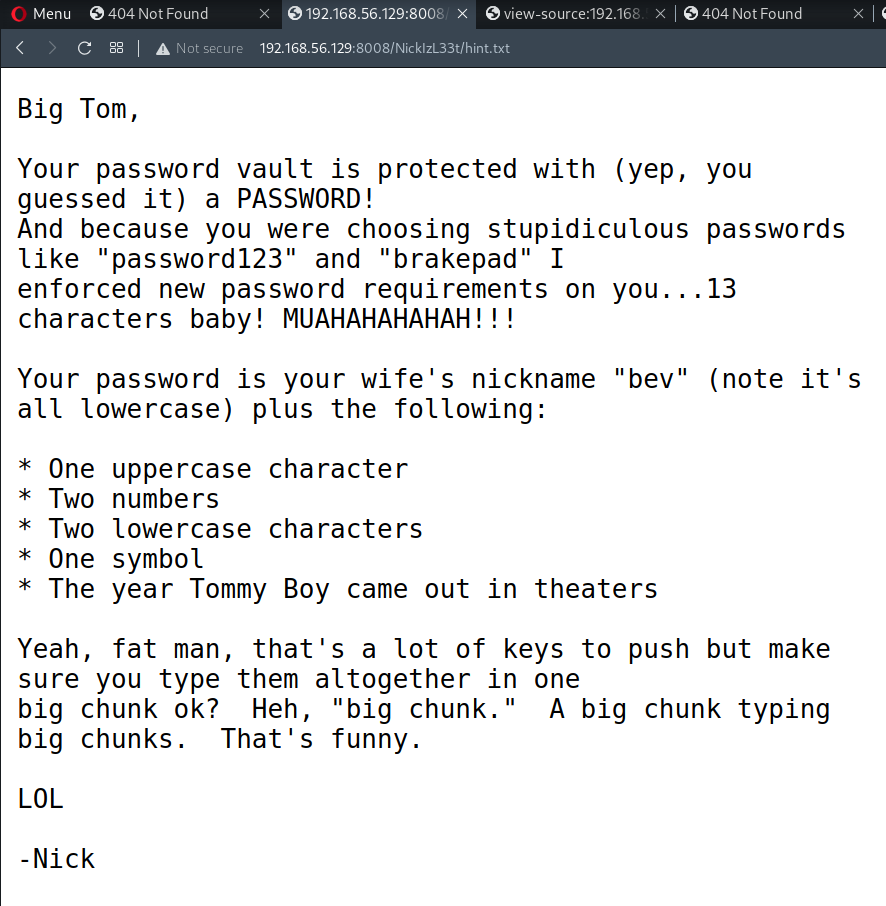 Menu
404 Not Found
192.168.56.129:8008/
view-source:192.168.
404 Not Found
Not secure
192.168.56.129:8008/NickIzL33t/hint.txt
Big Tom,
Your password vault is protected with (yep, you
guessed it) a PASSWORD!
And because you were choosing stupidiculous passwords
like "password123" and "brakepad" I
enforced new password requirements on you...13
characters baby! MUAHAHAHAHAH!!!
Your password is your wife's nickname "bev" (note it's
all lowercase) plus the following:
* One uppercase character
* Two numbers
* Two lowercase characters
* One symbol
* The year Tommy Boy came out in theaters
Yeah, fat man, that's a lot of keys to push but make
sure you type them altogether in one
big chunk ok?  Heh, "big chunk."  A big chunk typing
big chunks.  That's funny.
LOL
-Nick